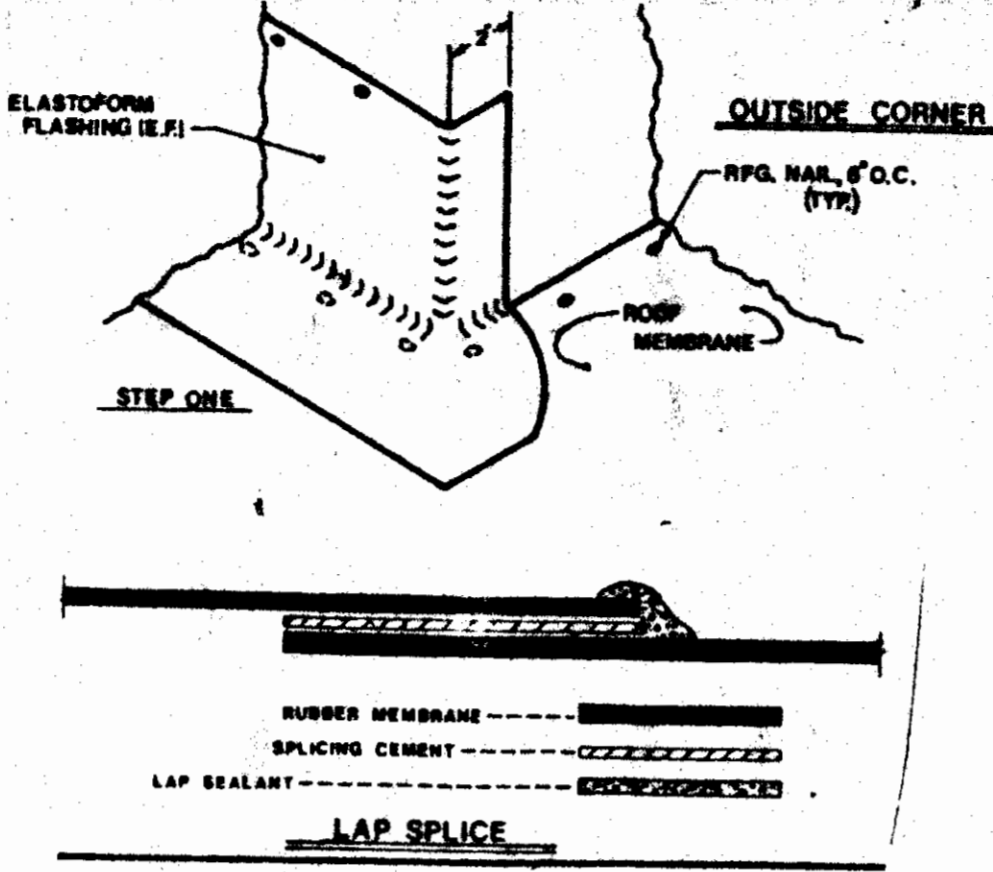 2"
ELASTOFORM
FLASHING (E.F.)
OUTSIDE CORNER
RFG. NAIL, 6" O.C.
(TYP.)
ROOF
MEMBRANE
STEP ONE
RUBBER MEMBRANE
SPLICING CEMENT
LAP SEALANT
LAP SPLICE